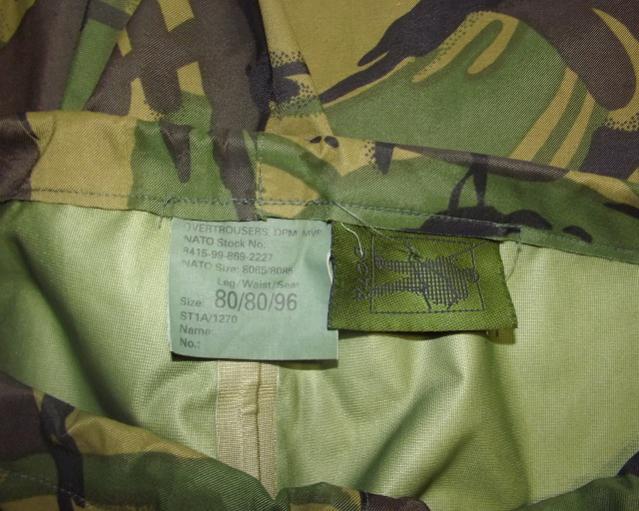 OVERTROUSERS, DPM, MVP
NATO Stock No.
8415-99-869-2227
NATO Size: 8065/8085
Leg/Waist/Seat
Size: 80/80/96
ST1A/1270
Name:
No.: